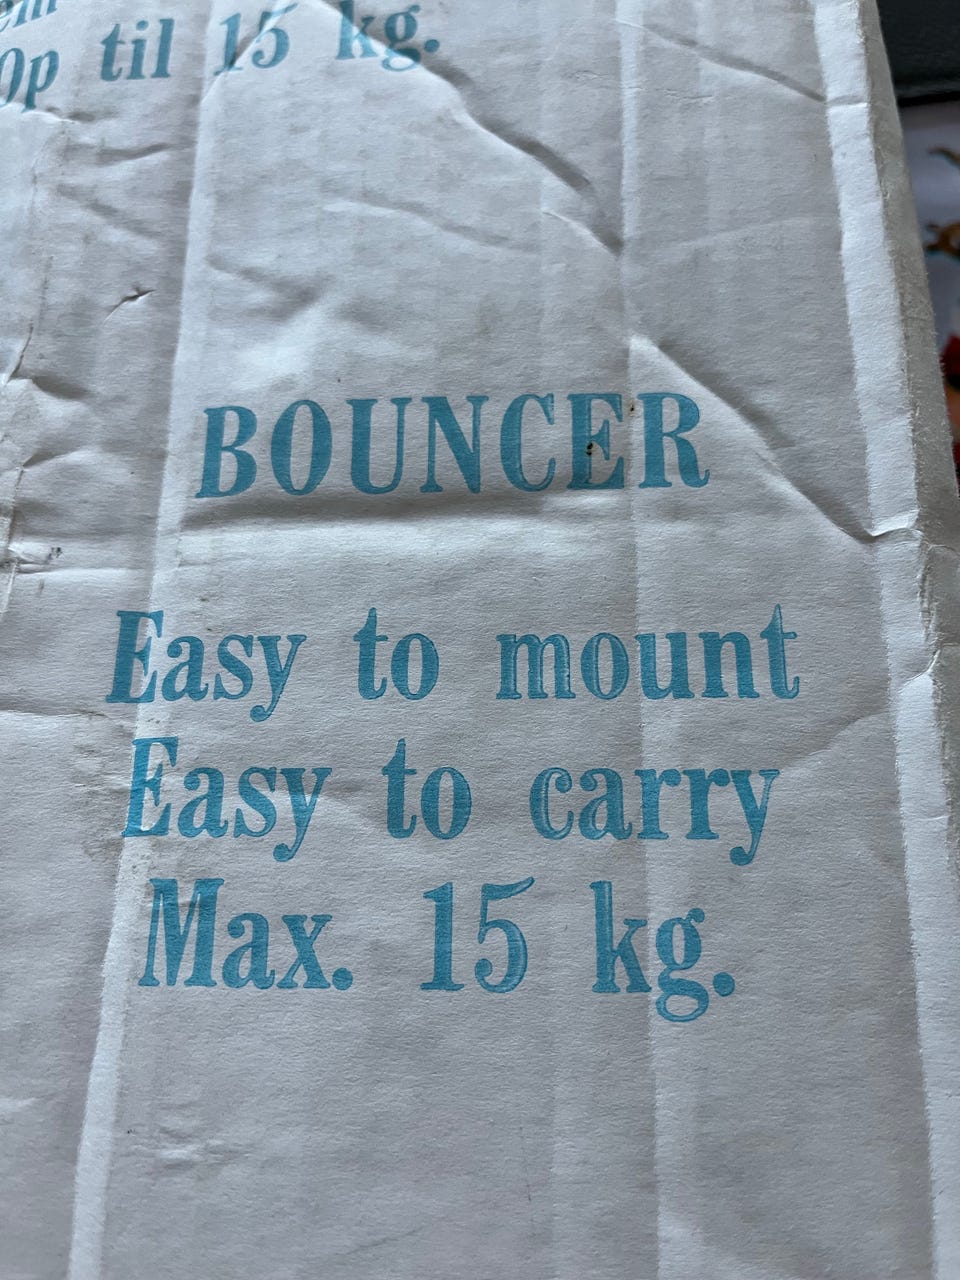 Op til 15 kg.
BOUNCER
Easy to mount
Easy to carry
Max. 15 kg.